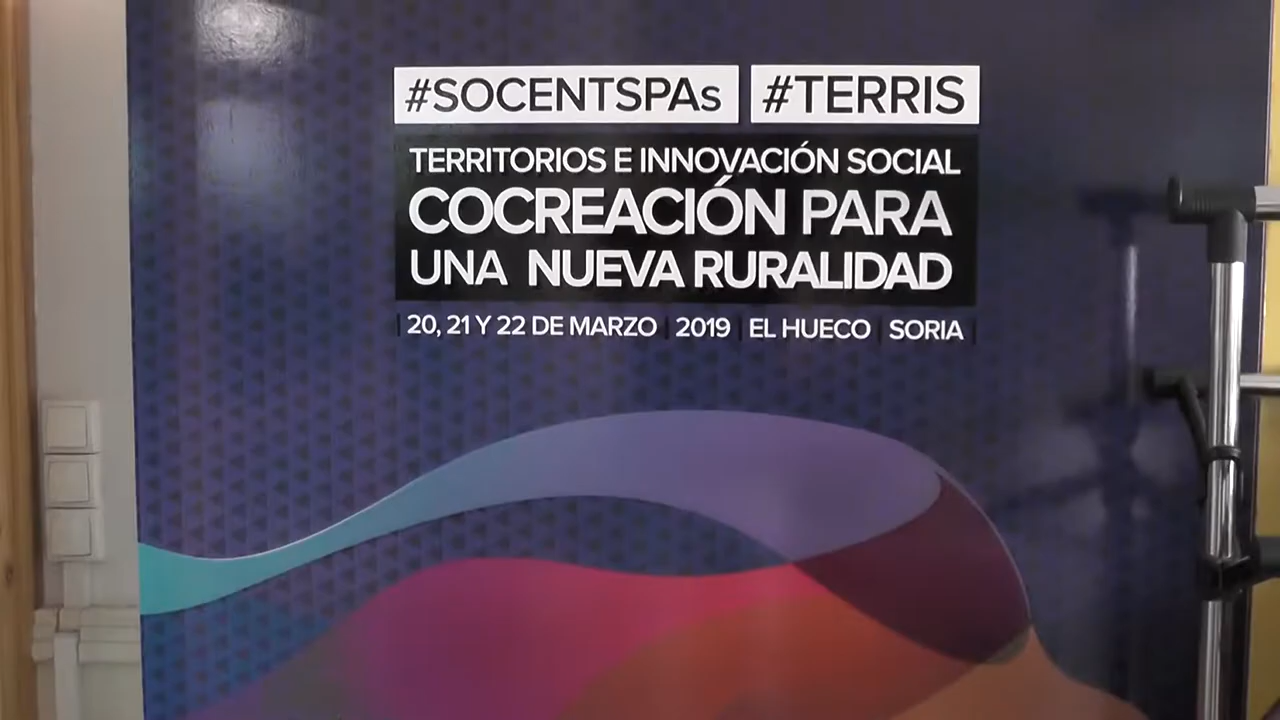 #SOCENTSPAs #TERRIS
TERRITORIOS E INNOVACIÓN SOCIAL
COCREACIÓN PARA
UNA NUEVA RURALIDAD
| 20, 21 Y 22 DE MARZO | 2019 | EL HUECO | SORIA |